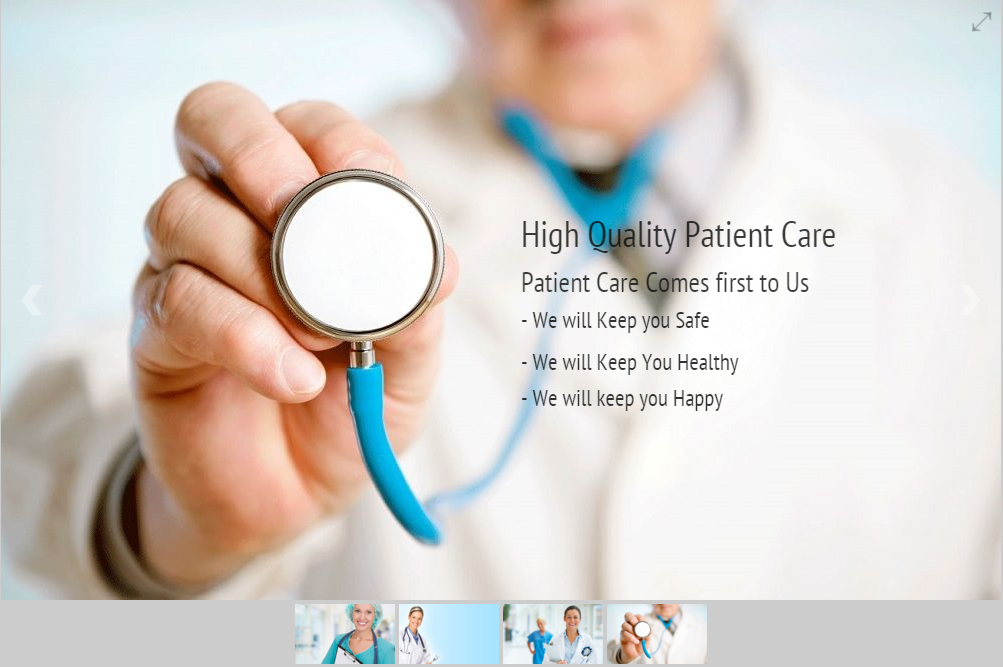 High Quality Patient Care
Patient Care Comes first to Us
- We will Keep you Safe
- We will Keep You Healthy
- We will keep you Happy